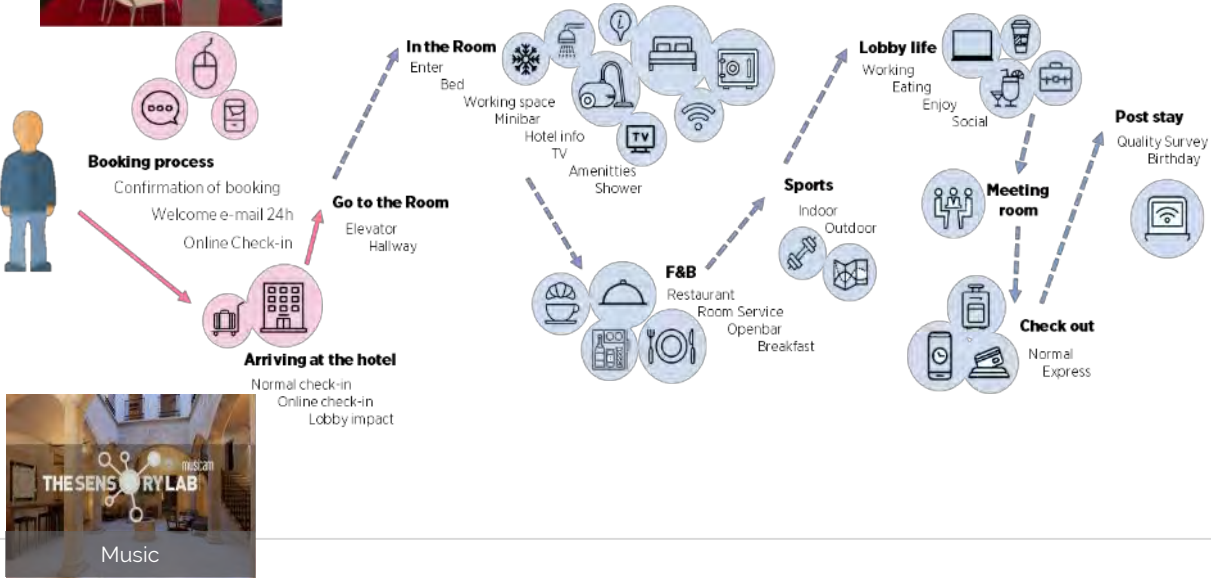 Booking process
Confirmation of booking
Welcome e-mail 24h
Online Check-in
Arriving at the hotel
Normal check-in
Online check-in
Lobby impact
Go to the Room
Elevator
Hallway
In the Room
Enter
Bed
Working space
Minibar
Hotel info
TV
Amenitties
Shower
TV
F&B
Restaurant
Room Service
Openbar
Breakfast
Sports
Indoor
Outdoor
Lobby life
Working
Eating
Enjoy
Social
Meeting
room
Check out
Normal
Express
Post stay
Quality Survey
Birthday
musicam
THE SENSORY LAB
Music